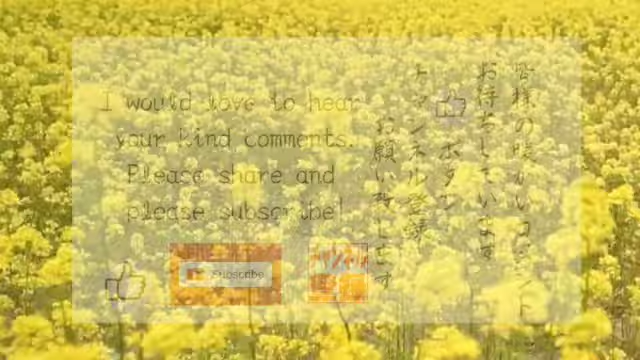 I would love to hear
your kind comments.
Please share and
please subscribe!
Subscribe
皆様の暖かいコメント
お待ちしています
ボタン
チャンネル登録
お願い致します